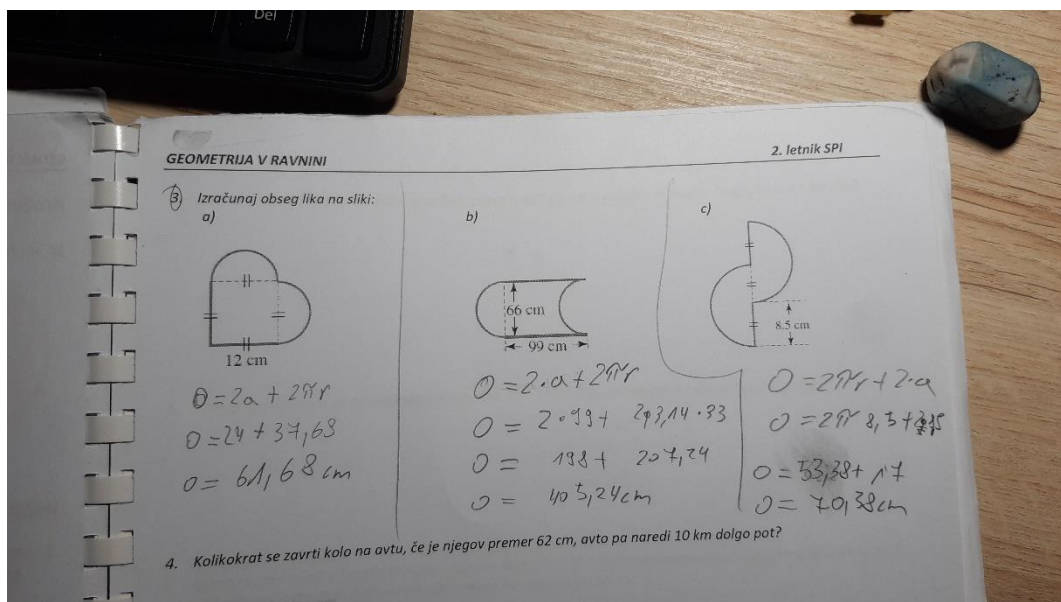 Del
GEOMETRIJA V RAVNINI
2. letnik SPI
3 Izračunaj obseg lika na sliki:
a)
12 cm
O = 2a + 2πr
O = 24 + 37,68
O = 61,68 cm
b)
66 cm
99 cm
O = 2·a + 2πr
O = 2·99 + 2·3,14·33
O = 198 + 207,24
O = 405,24 cm
c)
8.5 cm
O = 2πr + 2·a
O = 2πr 8,5 +
O = 53,38 + 17
O = 70,38 cm
4. Kolikokrat se zavrti kolo na avtu, če je njegov premer 62 cm, avto pa naredi 10 km dolgo pot?